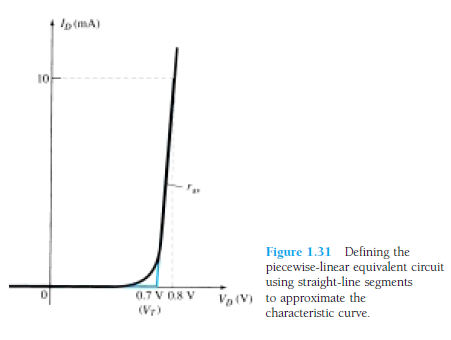 I_D (mA)
10
r_av
0
0.7 V 0.8 V
V_D (V)
(V_T)
Figure 1.31 Defining the
piecewise-linear equivalent circuit
using straight-line segments
to approximate the
characteristic curve.